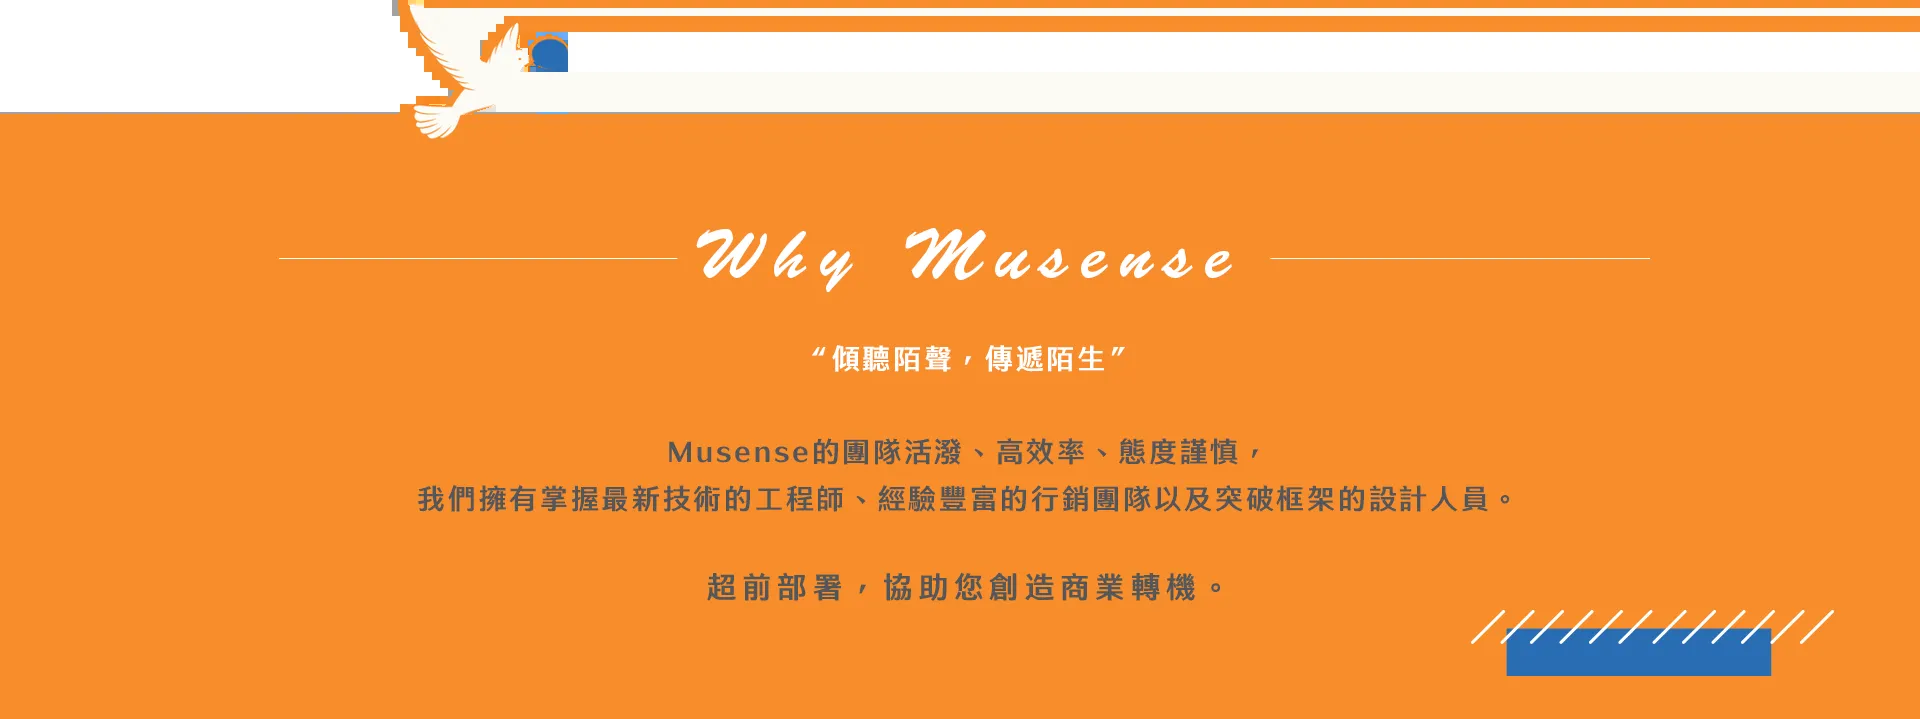 Why Musense
“傾聽陌聲，傳遞陌生”
Musense的團隊活潑、高效率、態度謹慎，
我們擁有掌握最新技術的工程師、經驗豐富的行銷團隊以及突破框架的設計人員。
超前部署，協助您創造商業轉機。